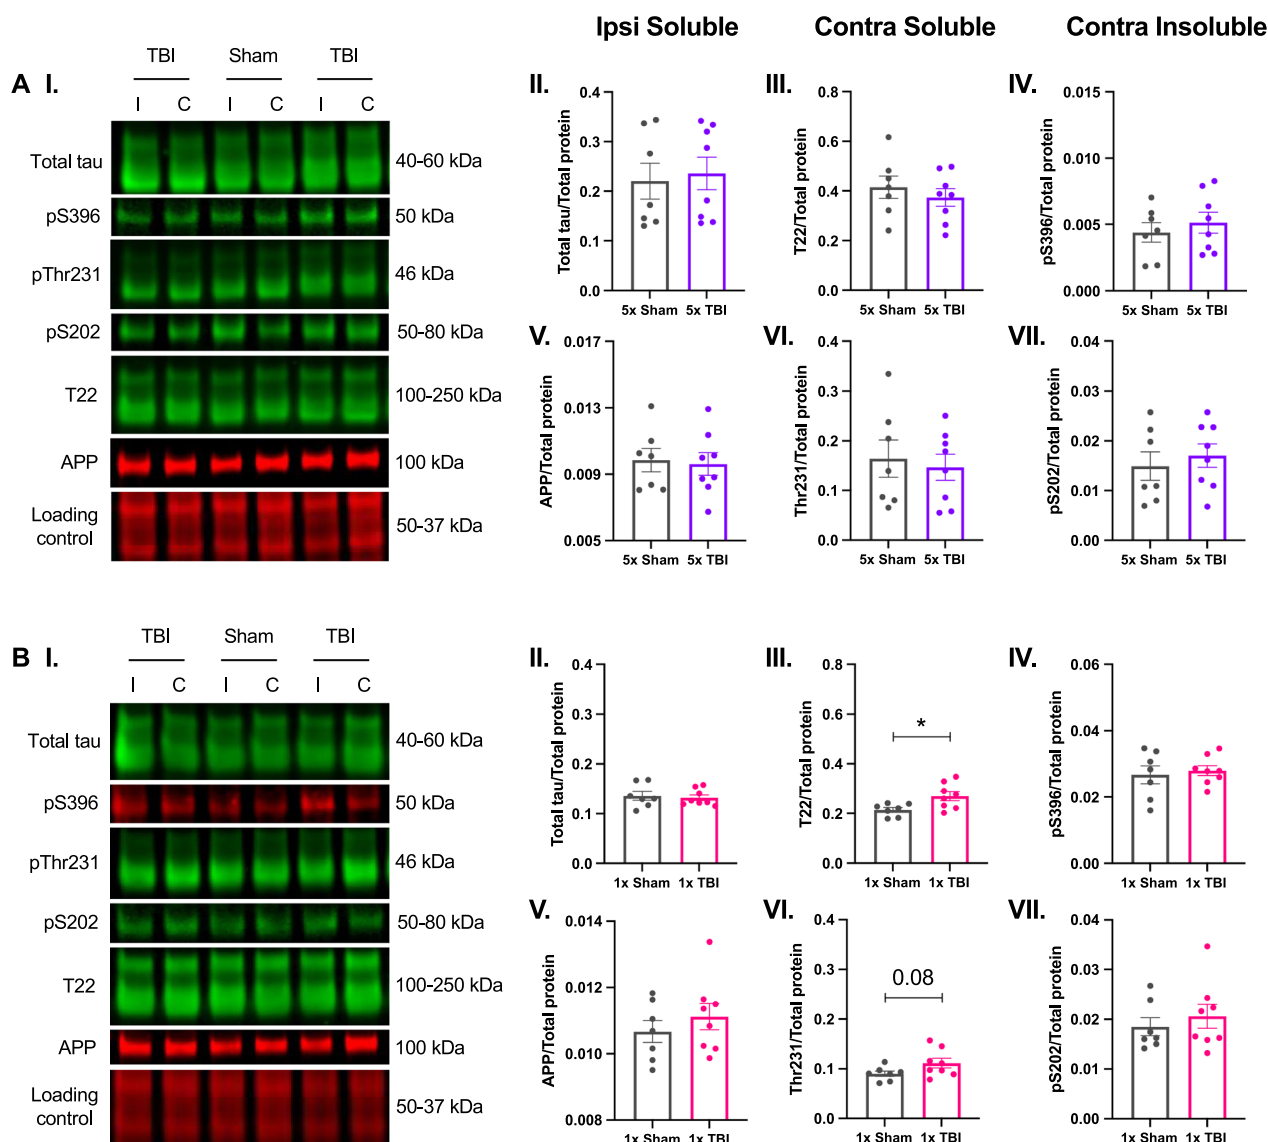 Ipsi Soluble Contra Soluble Contra Insoluble
TBI Sham TBI
A I. II. III. IV.
I C I C I C
Total tau 40-60 kDa
pS396 50 kDa
pThr231 46 kDa
pS202 50-80 kDa
T22 100-250 kDa
APP 100 kDa
Loading control 50-37 kDa
Total tau/Total protein
0.4
0.3
0.2
0.1
0.0
5x Sham 5x TBI
T22/Total protein
0.8
0.6
0.4
0.2
0.0
5x Sham 5x TBI
pS396/Total protein
0.015
0.010
0.005
0.000
5x Sham 5x TBI
V. VI. VII.
APP/Total protein
0.017
0.013
0.009
0.005
5x Sham 5x TBI
Thr231/Total protein
0.4
0.3
0.2
0.1
0.0
5x Sham 5x TBI
pS202/Total protein
0.04
0.03
0.02
0.01
0.00
5x Sham 5x TBI
TBI Sham TBI
B I. II. III. IV.
I C I C I C
Total tau 40-60 kDa
pS396 50 kDa
pThr231 46 kDa
pS202 50-80 kDa
T22 100-250 kDa
APP 100 kDa
Loading control 50-37 kDa
Total tau/Total protein
0.4
0.3
0.2
0.1
0.0
1x Sham 1x TBI
T22/Total protein
0.8
0.6
0.4
0.2
0.0
*
1x Sham 1x TBI
pS396/Total protein
0.06
0.04
0.02
0.00
1x Sham 1x TBI
V. VI. VII.
APP/Total protein
0.014
0.012
0.010
0.008
1x Sham 1x TBI
Thr231/Total protein
0.4
0.3
0.2
0.1
0.0
0.08
1x Sham 1x TBI
pS202/Total protein
0.04
0.03
0.02
0.01
0.00
1x Sham 1x TBI